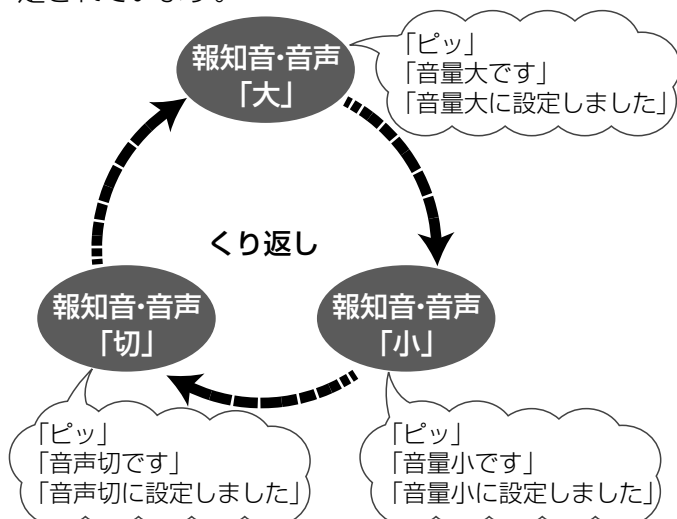 定されています。
報知音・音声
「大」
「ピッ」
「音量大です」
「音量大に設定しました」
くり返し
報知音・音声
「切」
報知音・音声
「小」
「ピッ」
「音声切です」
「音声切に設定しました」
「ピッ」
「音量小です」
「音量小に設定しました」